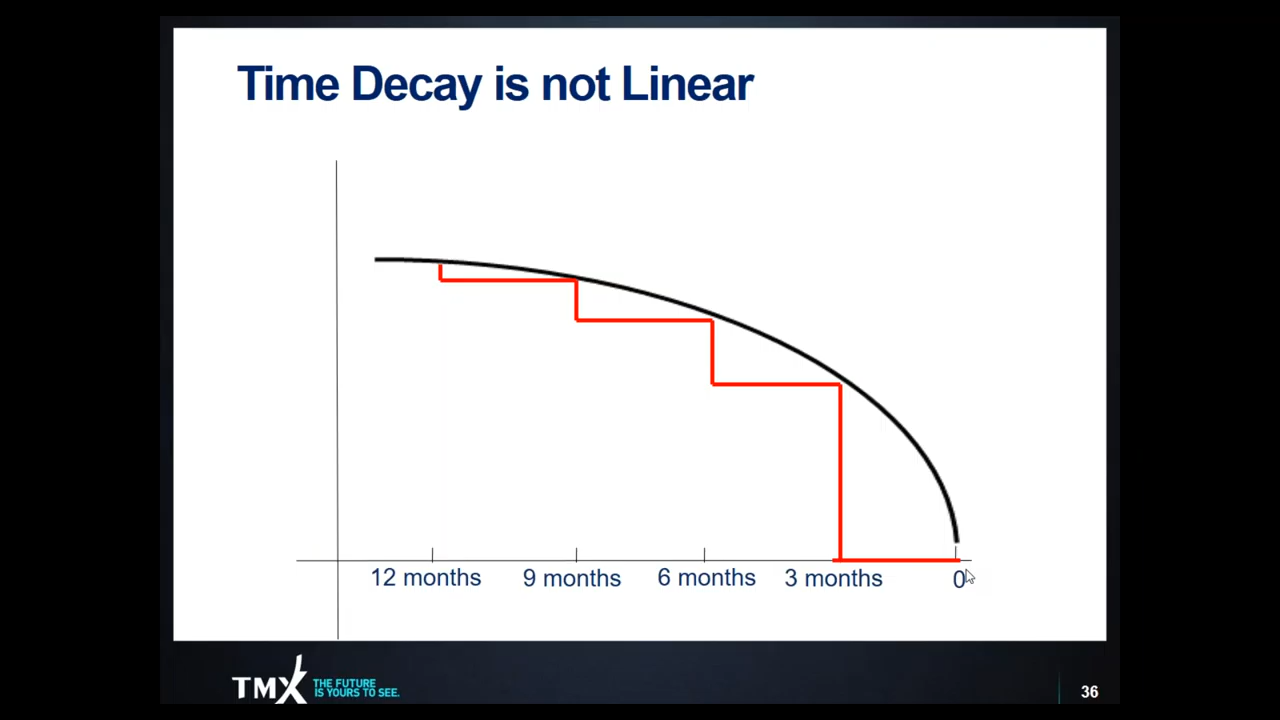 Time Decay is not Linear
12 months
9 months
6 months
3 months
0
TMX
THE FUTURE
IS YOURS TO SEE.
36